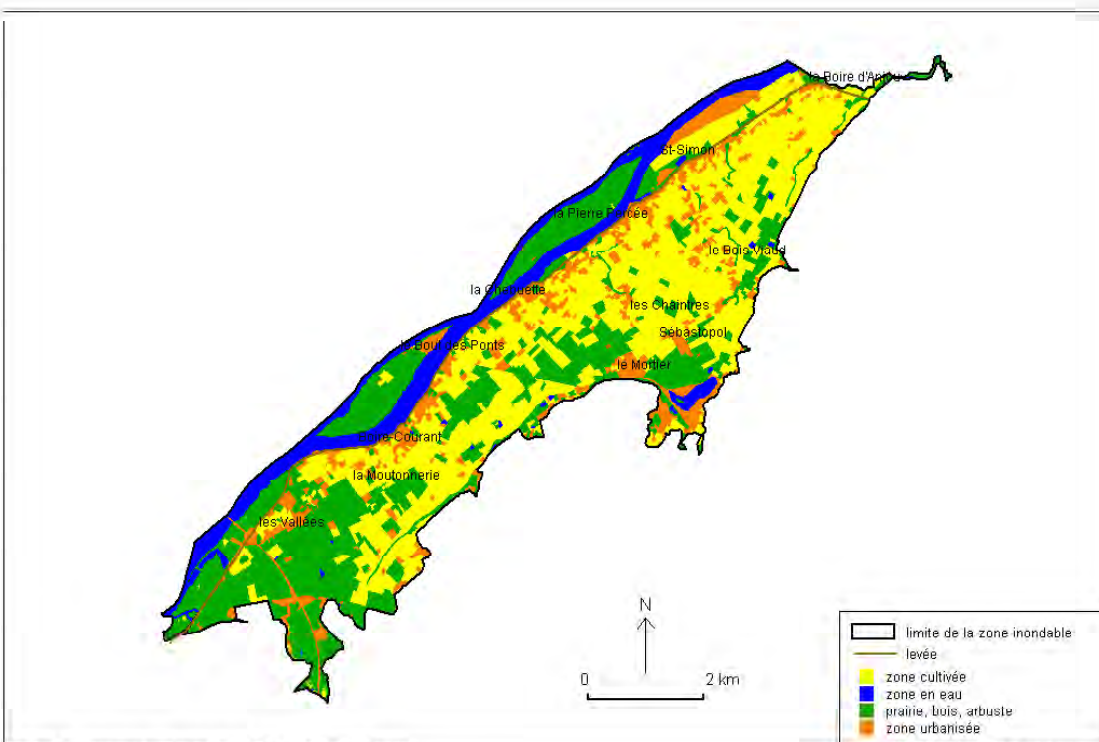 la Boire d'Anjou
St-Simon
la Pierre Percée
le Bois-Viaud
la Chebuette
les Chaintres
Sébastopol
le Bout des Ponts
le Mortier
Boire-Courant
la Moutonnerie
les Vallées
N
0 2 km
limite de la zone inondable
levée
zone cultivée
zone en eau
prairie, bois, arbuste
zone urbanisée